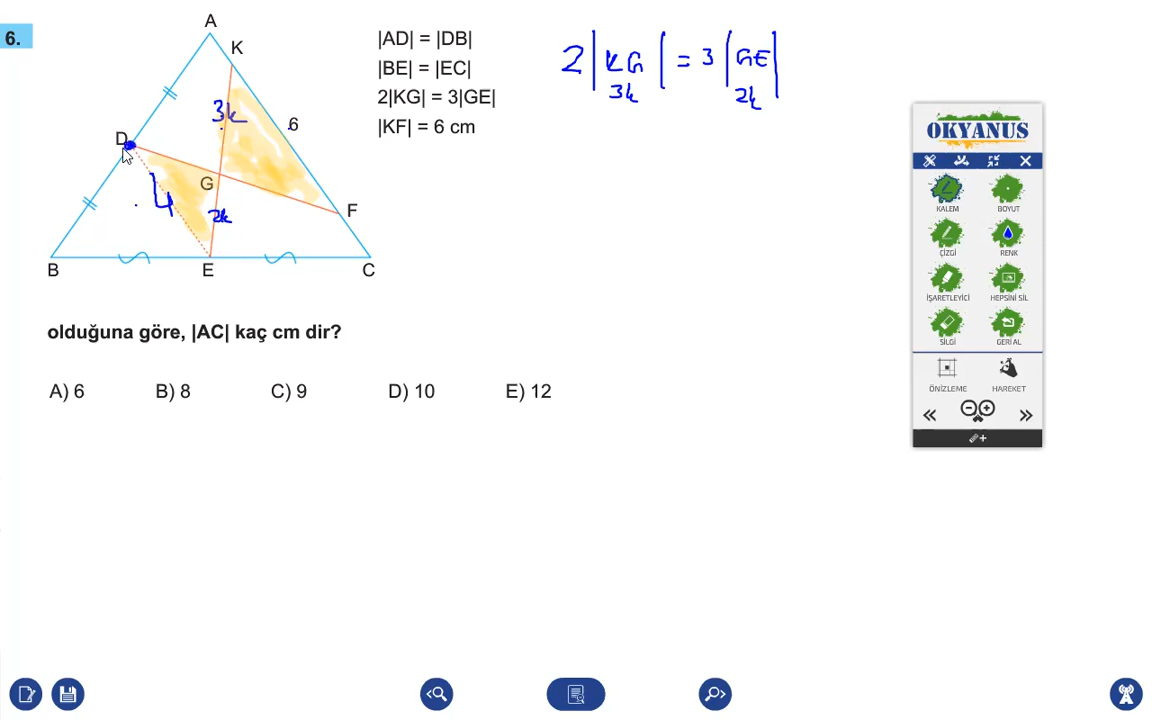 6.
A
K
|AD| = |DB|
|BE| = |EC|
2|KG| = 3|GE|
|KF| = 6 cm
2|KG| = 3|GE|
3k
2k
3k
6
D
G
4
2k
F
B
E
C
olduğuna göre, |AC| kaç cm dir?
A) 6 B) 8 C) 9 D) 10 E) 12
OKYANUS
KALEM BOYUT
ÇİZGİ RENK
İŞARETLEYİCİ HEPSİNİ SİL
SİLGİ GERİ AL
ÖNİZLEME HAREKET